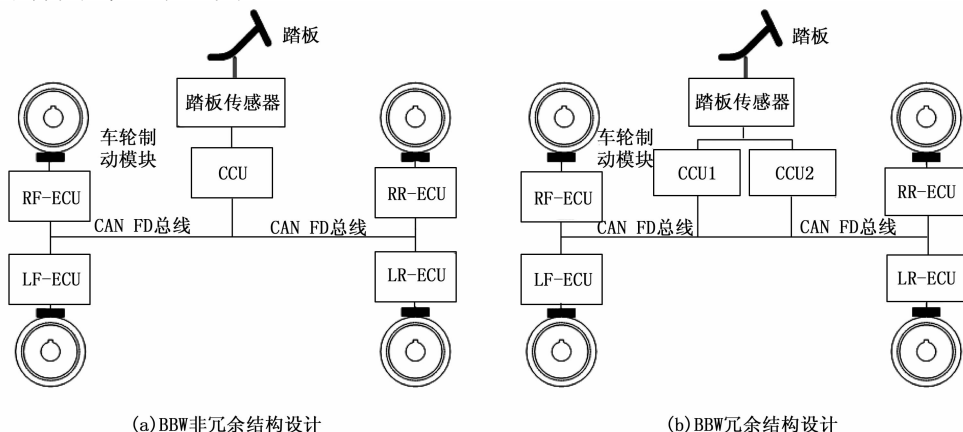 踏板
踏板传感器
车轮制
动模块
CCU
RF-ECU
RR-ECU
CAN FD总线
CAN FD总线
LF-ECU
LR-ECU
(a)BBW非冗余结构设计
踏板
踏板传感器
车轮制
动模块
CCU1
CCU2
RF-ECU
RR-ECU
CAN FD总线
CAN FD总线
LF-ECU
LR-ECU
(b)BBW冗余结构设计